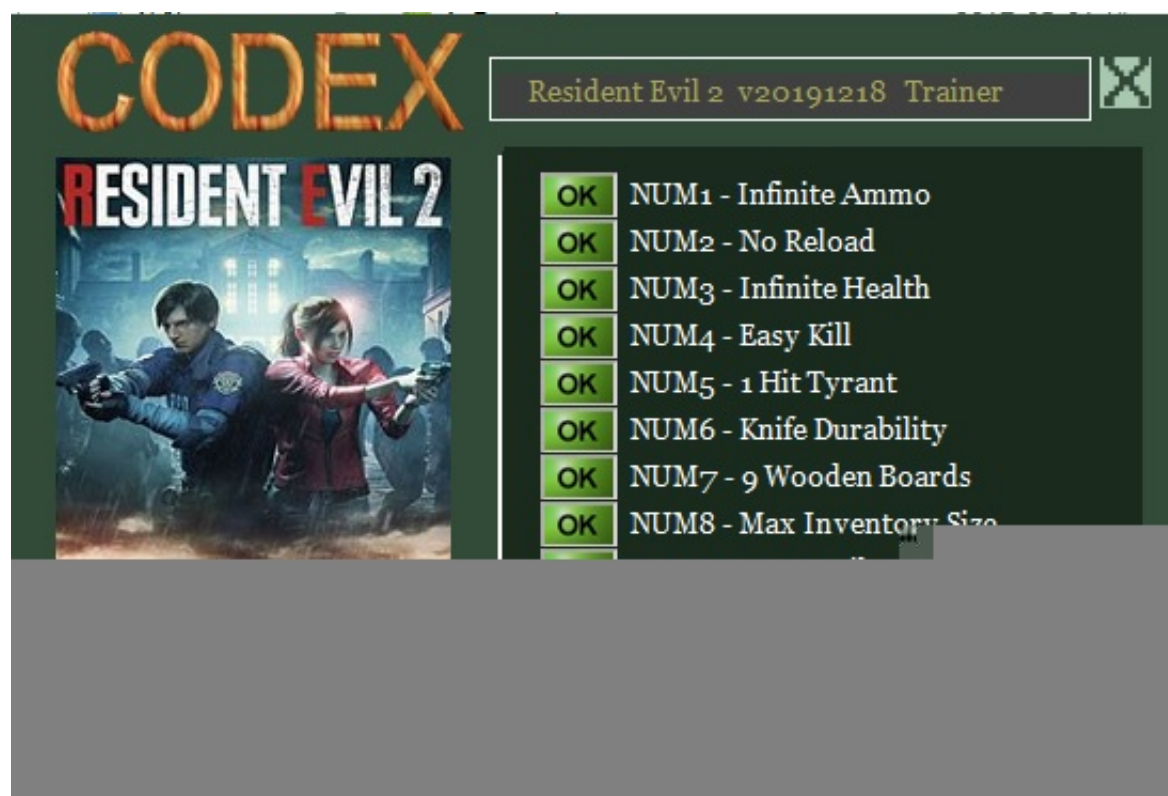 CODEX
Resident Evil 2 v20191218 Trainer
RESIDENT EVIL 2
OK NUM1 - Infinite Ammo
OK NUM2 - No Reload
OK NUM3 - Infinite Health
OK NUM4 - Easy Kill
OK NUM5 - 1 Hit Tyrant
OK NUM6 - Knife Durability
OK NUM7 - 9 Wooden Boards
OK NUM8 - Max Inventory Size